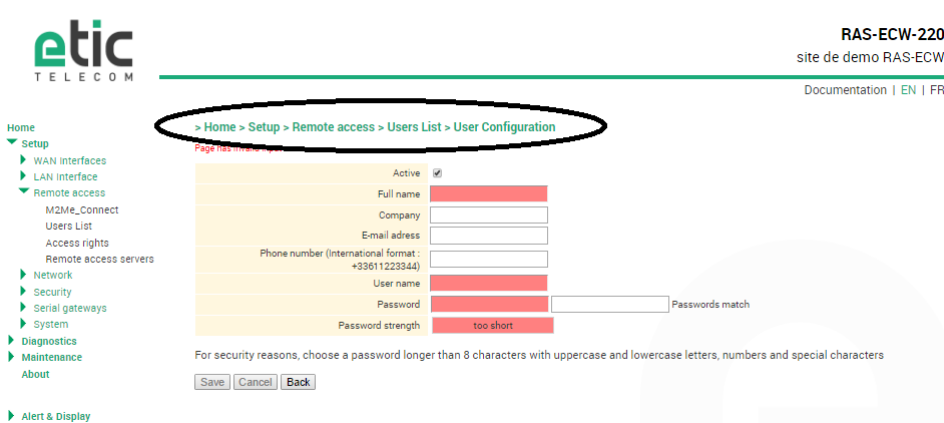 etic
TELECOM
RAS-ECW-220
site de demo RAS-ECW
Documentation | EN | FR
Home
Setup
WAN Interfaces
LAN Interface
Remote access
M2Me_Connect
Users List
Access rights
Remote access servers
Network
Security
Serial gateways
System
Diagnostics
Maintenance
About
Alert & Display
> Home > Setup > Remote access > Users List > User Configuration
Page has
Active
Full name
Company
E-mail adress
Phone number (International format :
+33611223344)
User name
Password
Passwords match
Password strength
too short
For security reasons, choose a password longer than 8 characters with uppercase and lowercase letters, numbers and special characters
Save
Cancel
Back